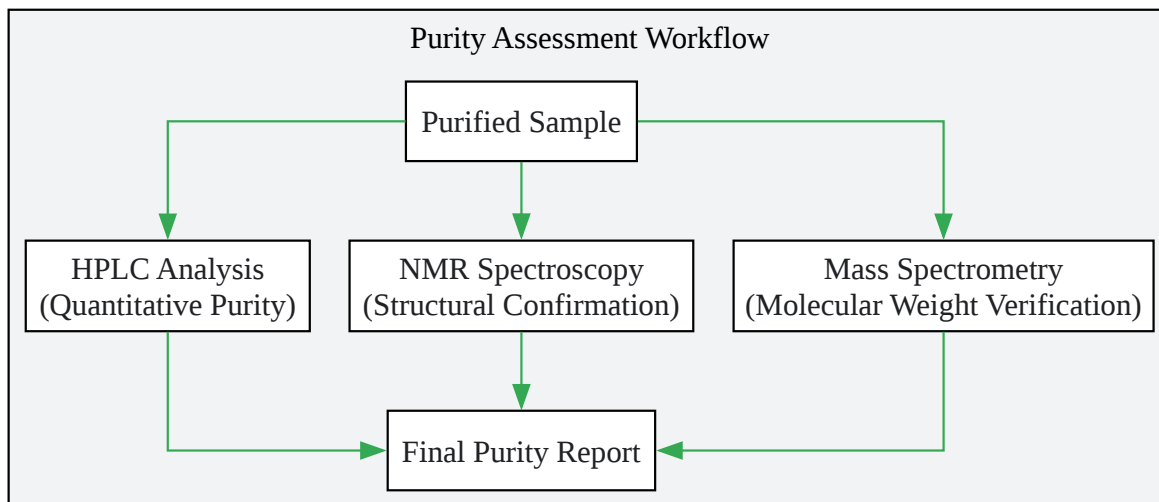 Purity Assessment Workflow
Purified Sample
HPLC Analysis
(Quantitative Purity)
NMR Spectroscopy
(Structural Confirmation)
Mass Spectrometry
(Molecular Weight Verification)
Final Purity Report